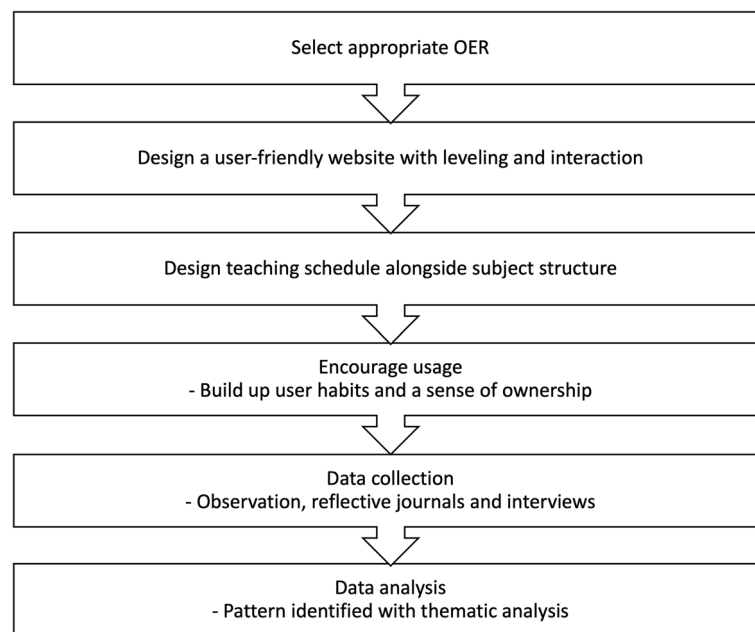 Select appropriate OER
Design a user-friendly website with leveling and interaction
Design teaching schedule alongside subject structure
Encourage usage
- Build up user habits and a sense of ownership
Data collection
- Observation, reflective journals and interviews
Data analysis
- Pattern identified with thematic analysis